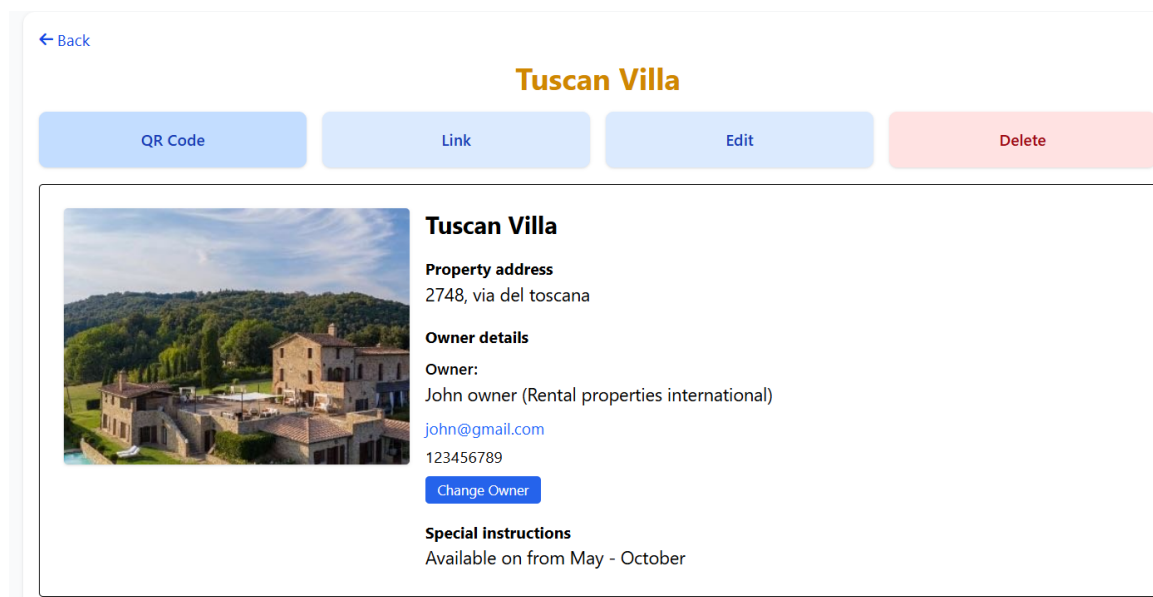 ← Back
Tuscan Villa
QR Code
Link
Edit
Delete
Tuscan Villa
Property address
2748, via del toscana
Owner details
Owner:
John owner (Rental properties international)
john@gmail.com
123456789
Change Owner
Special instructions
Available on from May - October